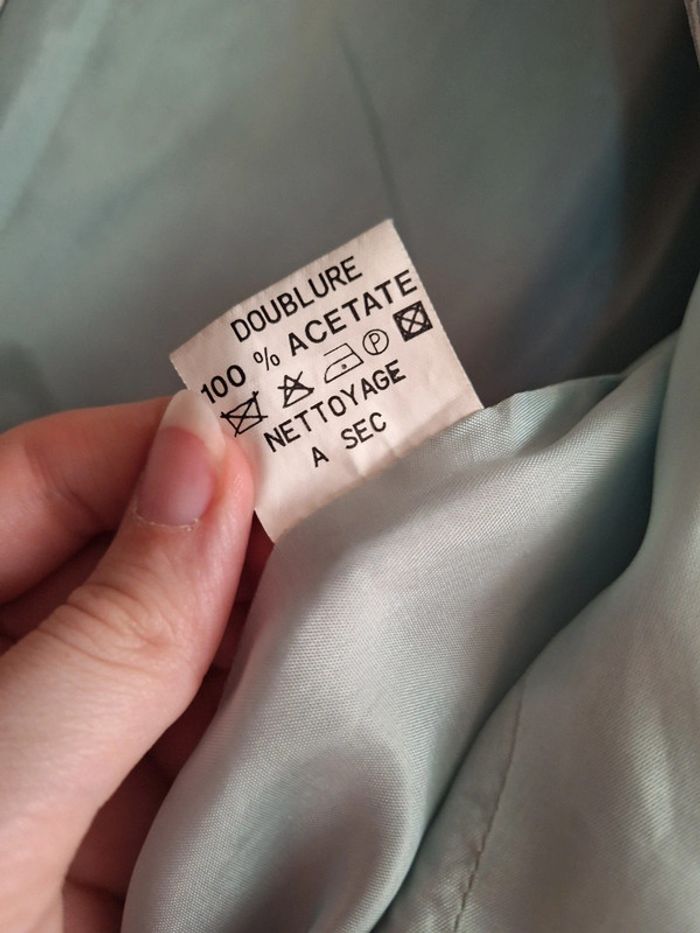 DOUBLURE
100 % ACETATE
P
NETTOYAGE
A SEC